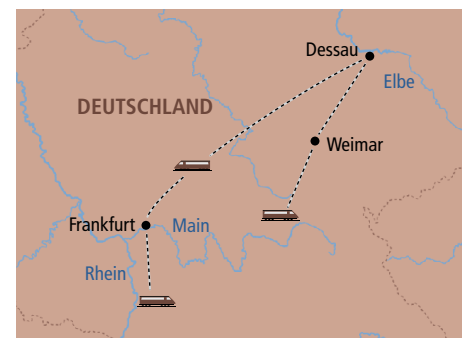 Dessau
Elbe
DEUTSCHLAND
Weimar
Frankfurt
Main
Rhein